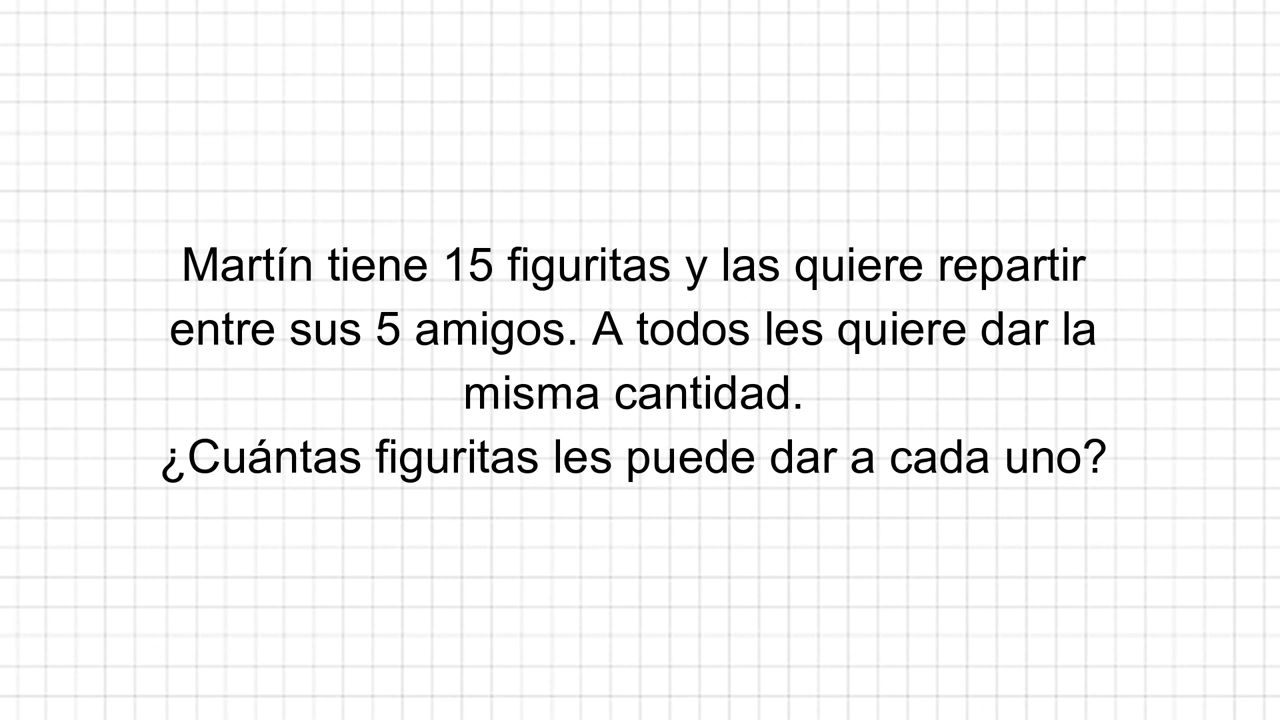 Martín tiene 15 figuritas y las quiere repartir
entre sus 5 amigos. A todos les quiere dar la
misma cantidad.
¿Cuántas figuritas les puede dar a cada uno?